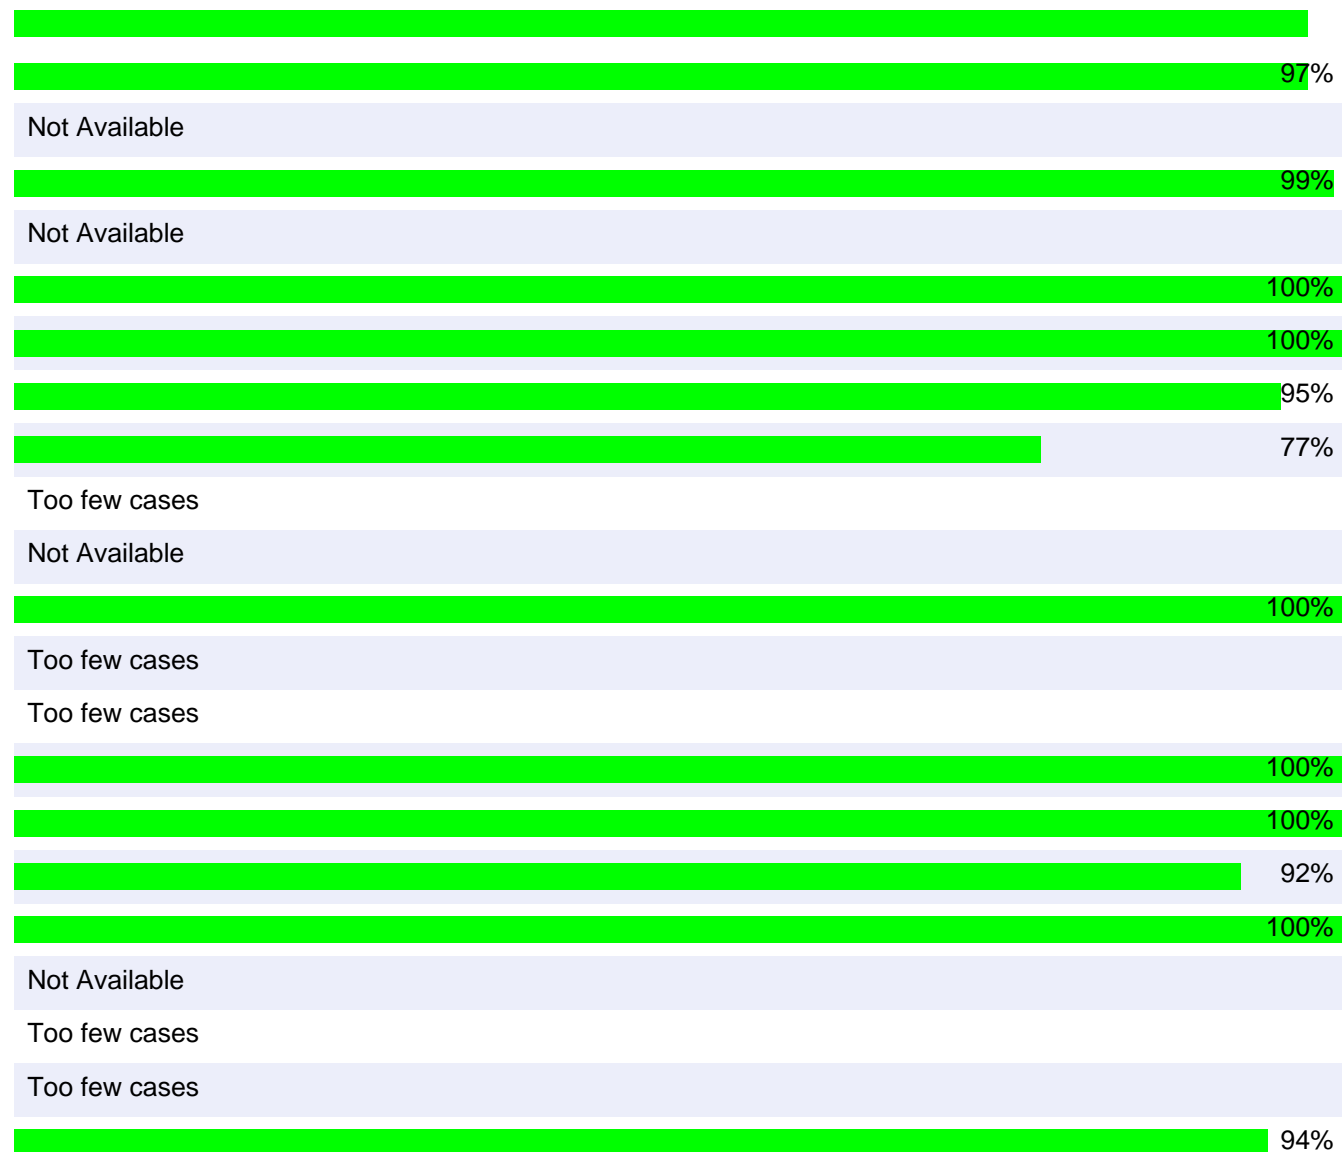 97%
Not Available
99%
Not Available
100%
100%
95%
77%
Too few cases
Not Available
100%
Too few cases
Too few cases
100%
100%
92%
100%
Not Available
Too few cases
Too few cases
94%